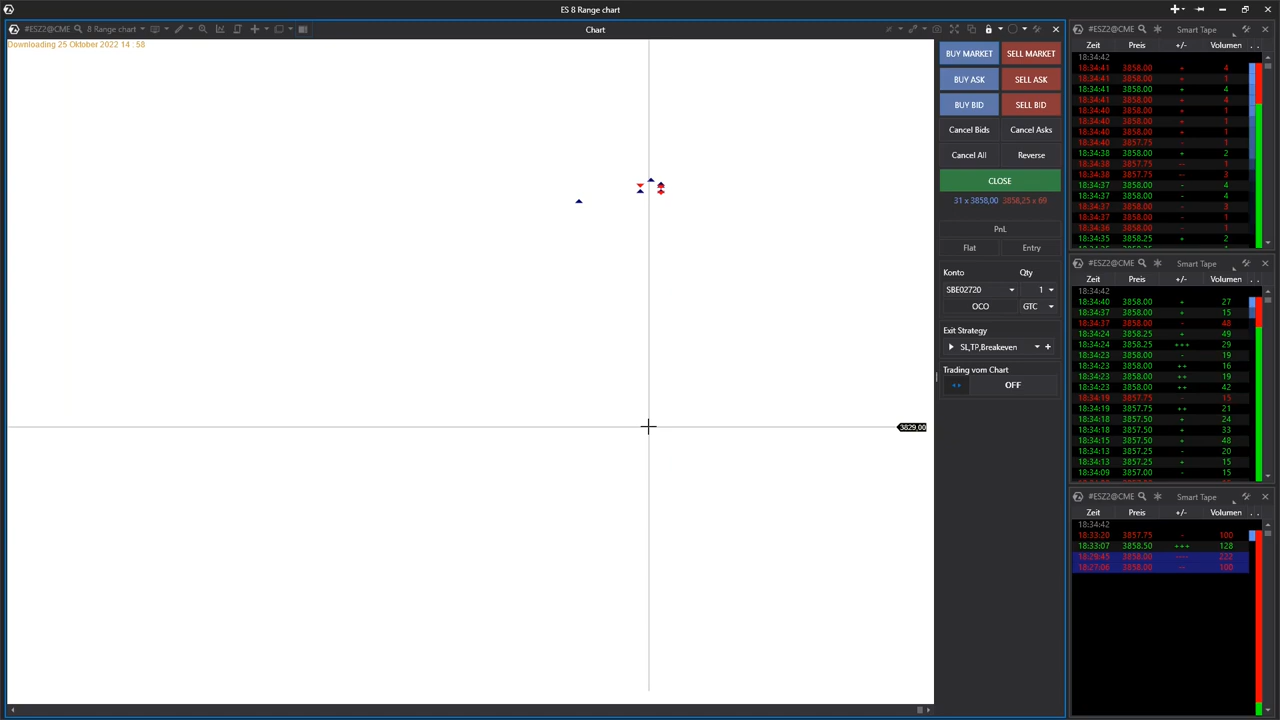 ES 8 Range chart
#ESZ2@CME 8 Range chart
Chart
Downloading 25 Oktober 2022 14 : 58
3829,00
BUY MARKET SELL MARKET
BUY ASK SELL ASK
BUY BID SELL BID
Cancel Bids Cancel Asks
Cancel All Reverse
CLOSE
31 x 3858,00 3858,25 x 69
PnL
Flat Entry
Konto Qty
SBE02720 1
OCO GTC
Exit Strategy
SL,TP,Breakeven +
Trading vom Chart
OFF
#ESZ2@CME Smart Tape
Zeit Preis +/- Volumen . .
18:34:42
18:34:41 3858.00 + 4
18:34:41 3858.00 + 1
18:34:41 3858.00 + 4
18:34:41 3858.00 + 4
18:34:40 3858.00 + 1
18:34:40 3858.00 + 1
18:34:40 3858.00 + 1
18:34:40 3857.75 - 1
18:34:38 3858.00 + 2
18:34:38 3857.75 -- 1
18:34:38 3857.75 -- 3
18:34:37 3858.00 - 4
18:34:37 3858.00 - 4
18:34:37 3858.00 - 3
18:34:37 3858.00 - 1
18:34:36 3858.00 - 1
18:34:35 3858.25 + 2
#ESZ2@CME Smart Tape
Zeit Preis +/- Volumen . .
18:34:42
18:34:40 3858.00 + 27
18:34:37 3858.00 + 15
18:34:37 3858.00 - 48
18:34:24 3858.25 + 49
18:34:24 3858.25 +++ 29
18:34:23 3858.00 - 19
18:34:23 3858.00 ++ 16
18:34:23 3858.00 ++ 19
18:34:23 3858.00 ++ 42
18:34:19 3857.75 - 15
18:34:19 3857.75 ++ 21
18:34:18 3857.50 + 24
18:34:18 3857.50 + 33
18:34:15 3857.50 + 48
18:34:13 3857.25 - 20
18:34:13 3857.25 + 15
18:34:09 3857.00 - 15
#ESZ2@CME Smart Tape
Zeit Preis +/- Volumen . .
18:34:42
18:33:20 3857.75 - 100
18:33:07 3858.50 +++ 128
18:29:45 3858.00 222
18:27:06 3858.00 -- 100